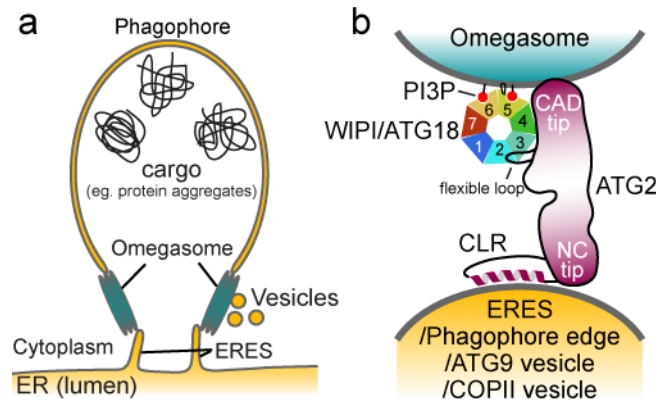 a
Phagophore
cargo
(eg. protein aggregates)
Omegasome
Vesicles
Cytoplasm
ERES
ER (lumen)
b
Omegasome
PI3P
CAD
tip
WIPI/ATG18
6
5
7
4
1
2
3
flexible loop
ATG2
CLR
NC
tip
ERES
/Phagophore edge
/ATG9 vesicle
/COPII vesicle